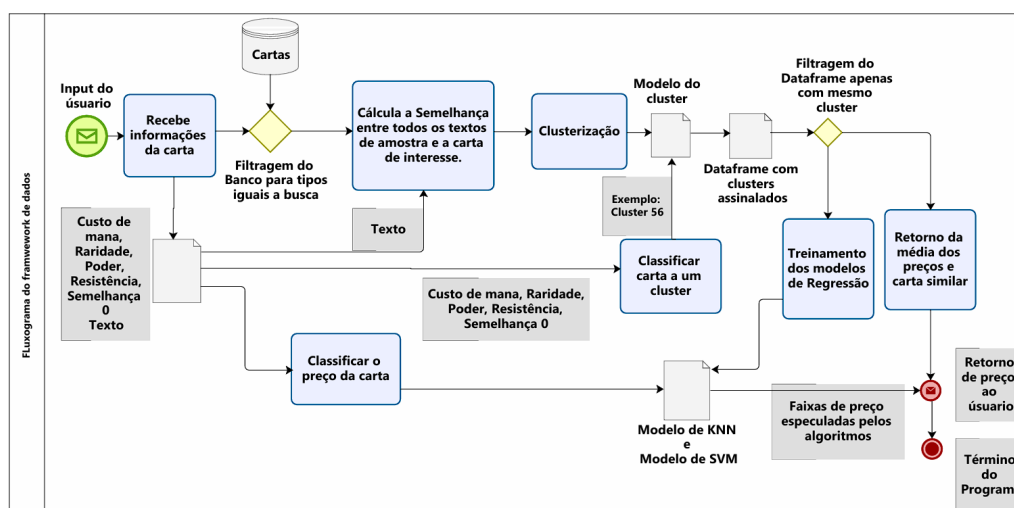 FLuxograma do framwework de dados
Input do
úsuario
Recebe
informações
da carta
Cartas
Filtragem do
Banco para tipos
iguais a busca
Cálcula a Semelhança
entre todos os textos
de amostra e a carta
de interesse.
Clusterização
Modelo do
cluster
Dataframe com
clusters
assinalados
Filtragem do
Dataframe apenas
com mesmo
cluster
Custo de
mana,
Raridade,
Poder,
Resistência,
Semelhança
0
Texto
Texto
Exemplo:
Cluster 56
Classificar
carta a um
cluster
Custo de mana, Raridade,
Poder, Resistência,
Semelhança 0
Treinamento
dos modelos
de Regressão
Retorno da
média dos
preços e
carta similar
Classificar o
preço da carta
Modelo de KNN
e
Modelo de SVM
Faixas de preço
especuladas pelos
algoritmos
Retorno
de preço
ao
úsuario
Término
do
Program